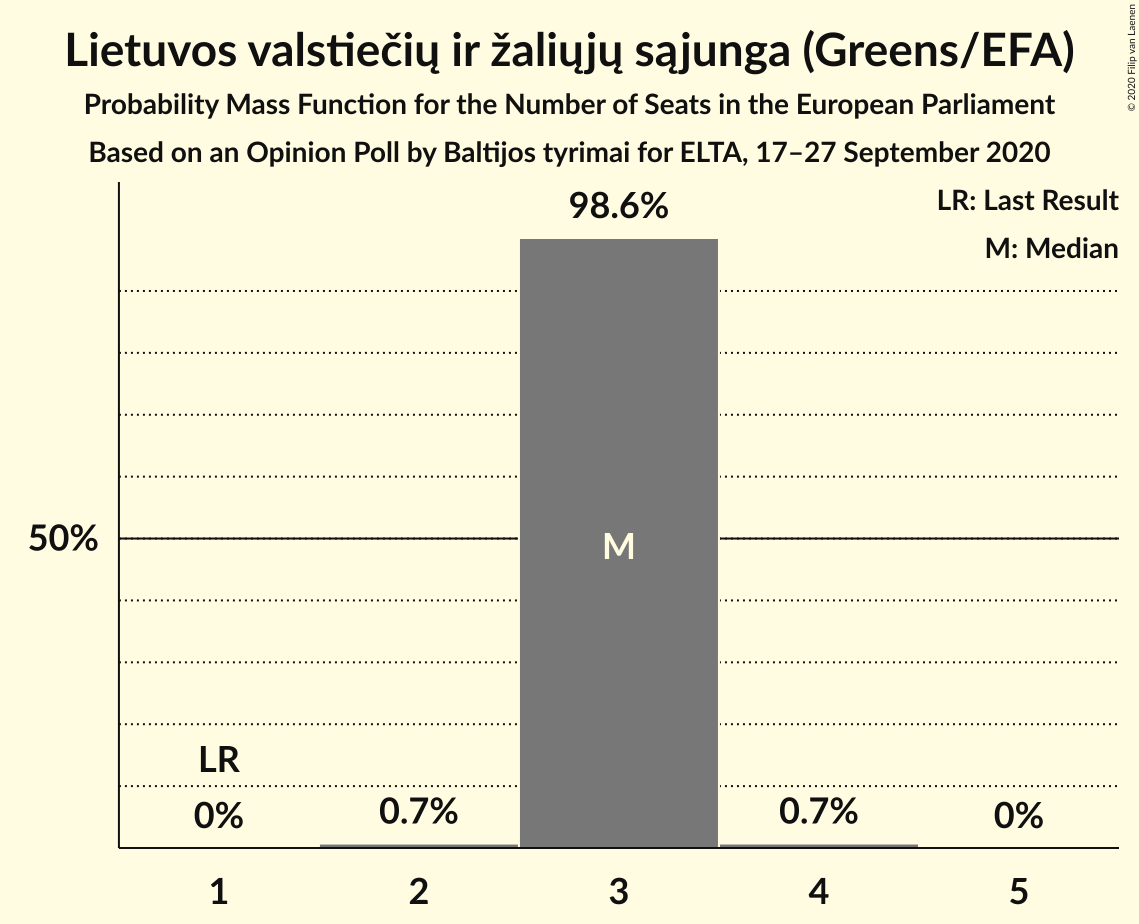 Lietuvos valstiečių ir žaliųjų sąjunga (Greens/EFA)
Probability Mass Function for the Number of Seats in the European Parliament
Based on an Opinion Poll by Baltijos tyrimai for ELTA, 17–27 September 2020
© 2020 Filip van Laenen
LR: Last Result
M: Median
98.6%
50%
M
LR
0%
0.7%
0.7%
0%
1
2
3
4
5